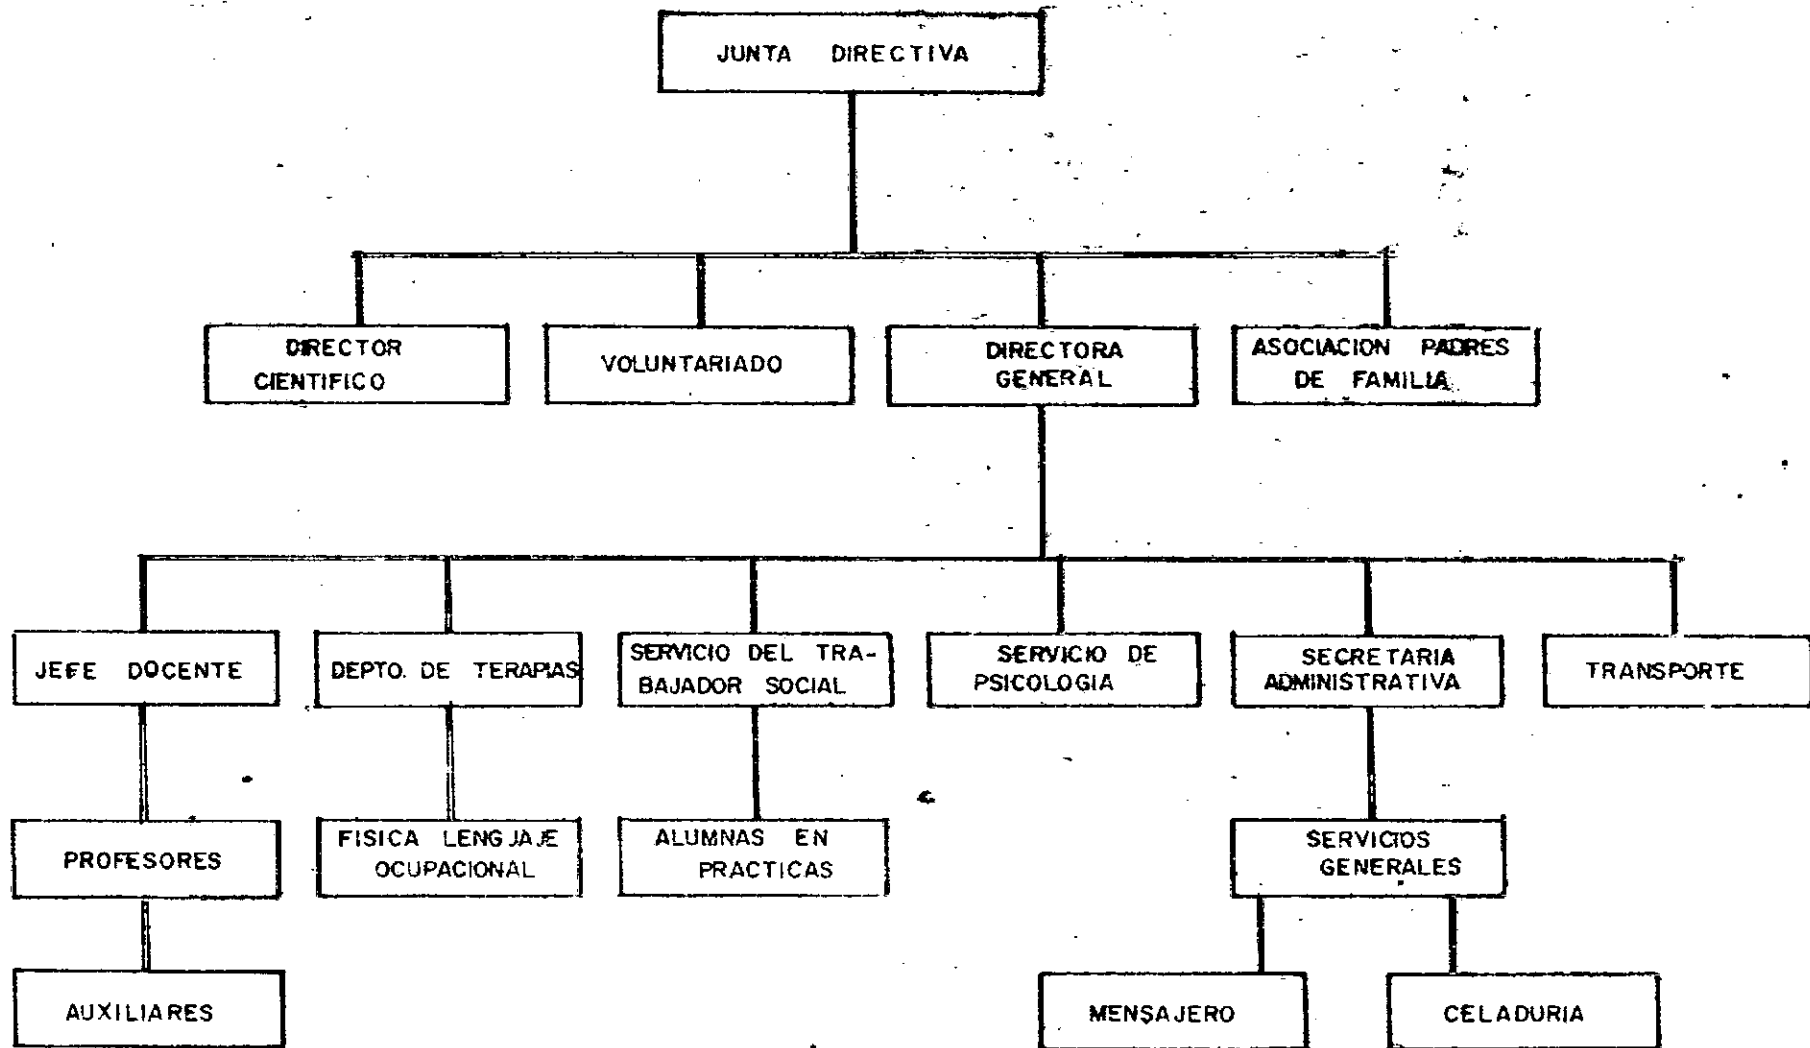 JUNTA DIRECTIVA
DIRECTOR
CIENTIFICO
VOLUNTARIADO
DIRECTORA
GENERAL
ASOCIACION PADRES
DE FAMILIA
JEFE DOCENTE
DEPTO. DE TERAPIAS
SERVICIO DEL TRA-
BAJADOR SOCIAL
SERVICIO DE
PSICOLOGIA
SECRETARIA
ADMINISTRATIVA
TRANSPORTE
PROFESORES
FISICA LENGJAJE
OCUPACIONAL
ALUMNAS EN
PRACTICAS
SERVICIOS
GENERALES
AUXILIARES
MENSAJERO
CELADURIA